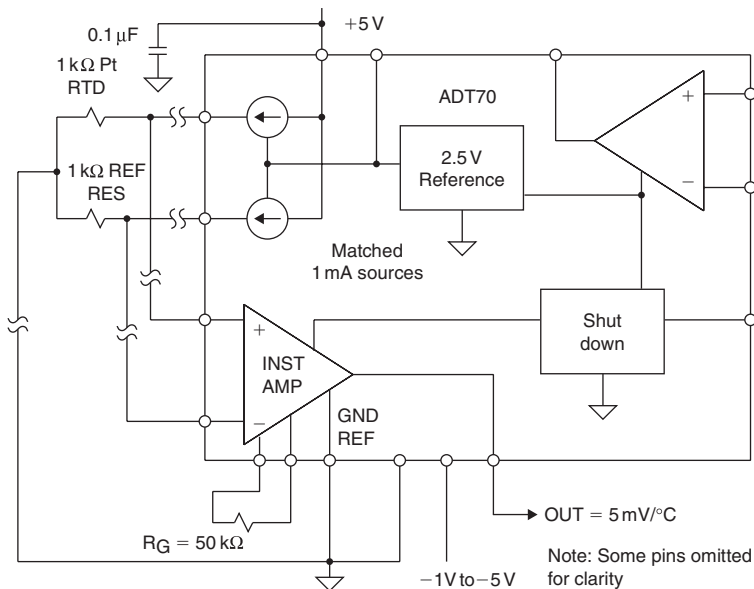 +5 V
0.1 µF
1 kΩ Pt
RTD
ADT70
+
2.5 V
Reference
1 kΩ REF
RES
−
Matched
1 mA sources
Shut
down
+
INST
AMP
−
GND
REF
OUT = 5 mV/°C
RG = 50 kΩ
−1V to −5 V
Note: Some pins omitted
for clarity